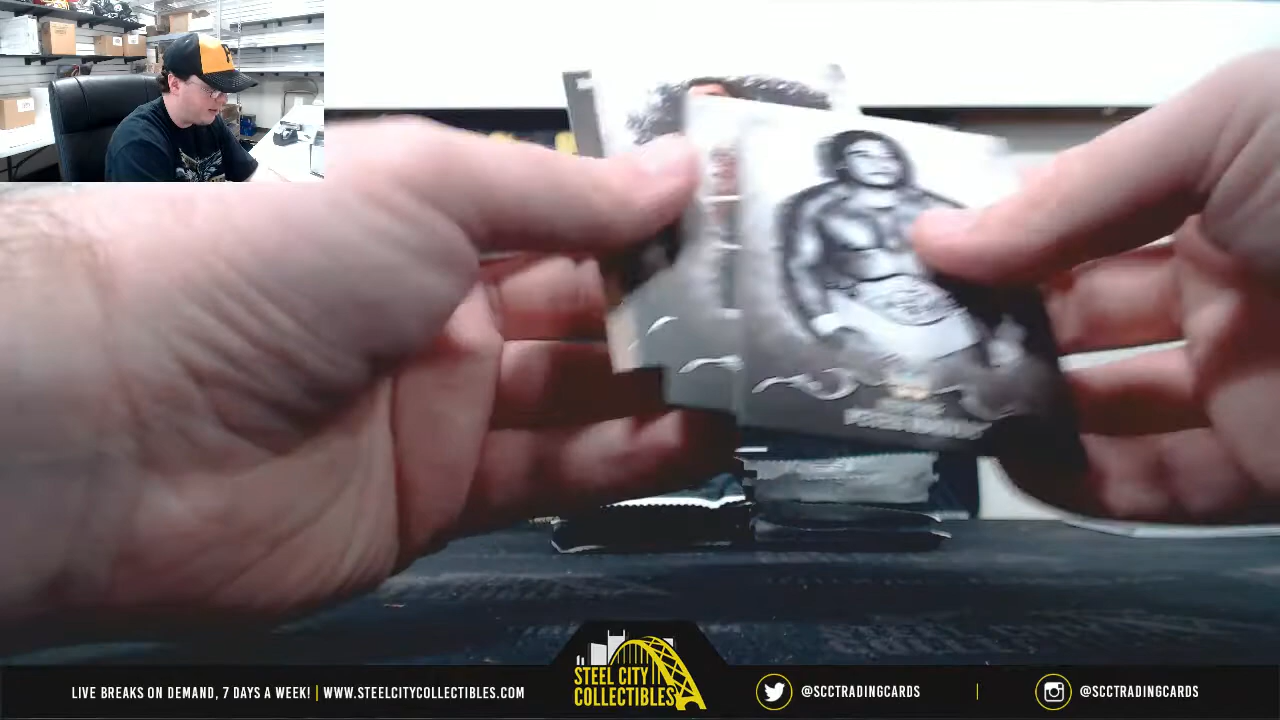 STEEL CITY
COLLECTIBLES
LIVE BREAKS ON DEMAND, 7 DAYS A WEEK! | WWW.STEELCITYCOLLECTIBLES.COM
@SCCTRADINGCARDS | @SCCTRADINGCARDS